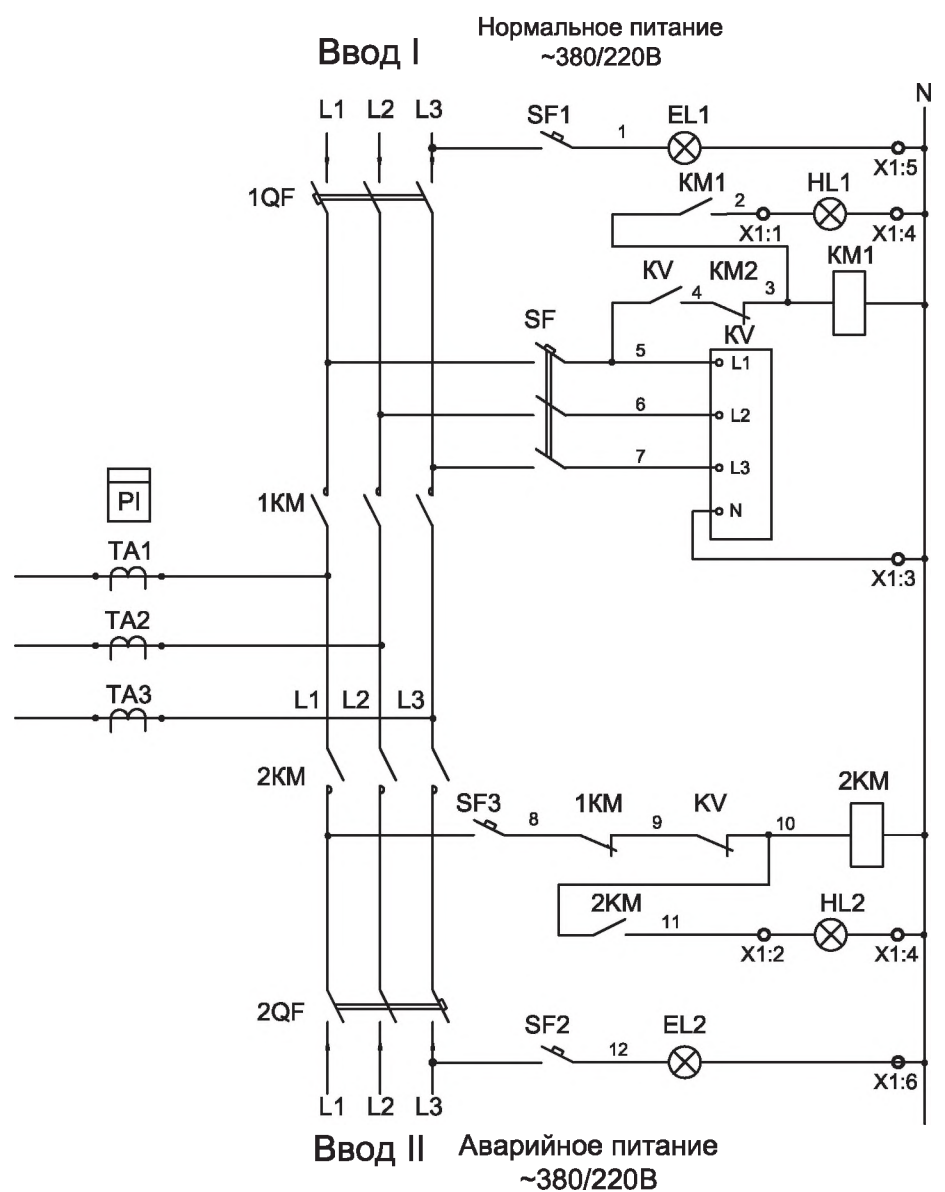 Нормальное питание
~380/220В
Ввод I
N
L1 L2 L3
SF1
1
EL1
X1:5
1QF
KM1
2
HL1
X1:1
X1:4
KM1
KV
4
KM2
3
SF
KV
5
L1
6
L2
7
L3
N
X1:3
PI
1KM
TA1
TA2
TA3
L1 L2 L3
2KM
SF3
8
1KM
9
KV
10
2KM
2KM
11
HL2
X1:2
X1:4
2QF
SF2
12
EL2
X1:6
L1 L2 L3
Ввод II
Аварийное питание
~380/220В